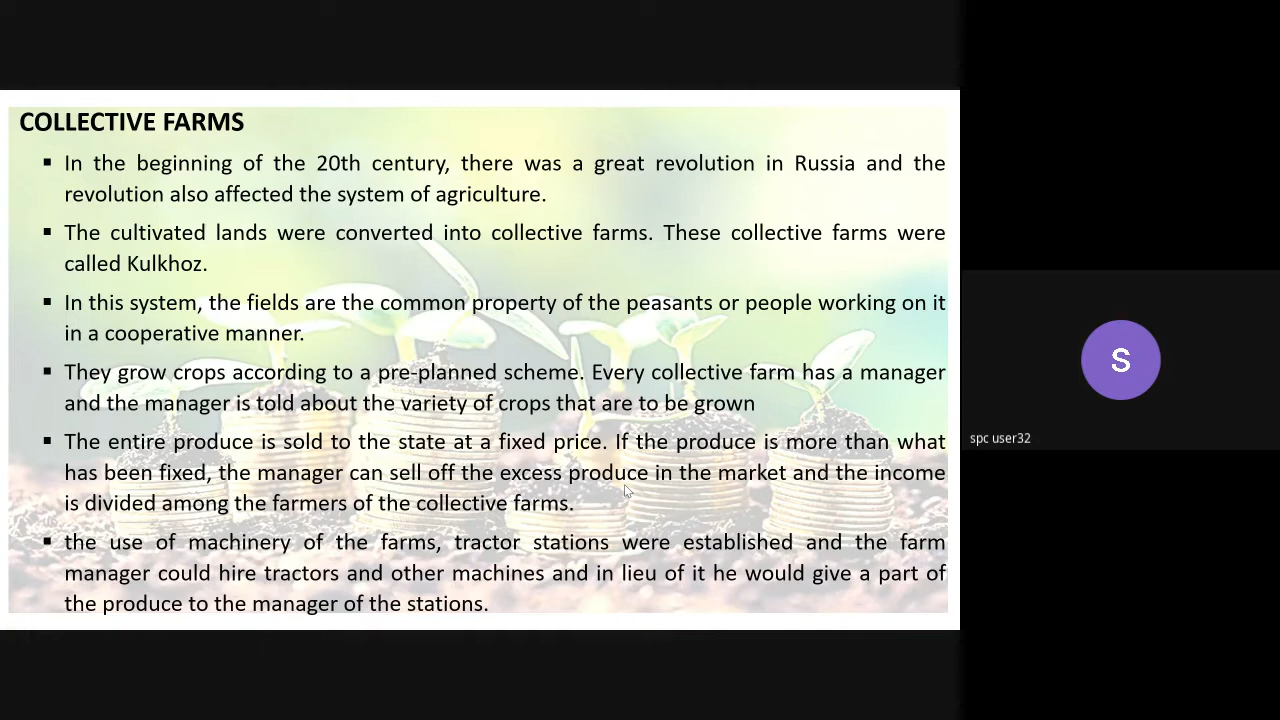 COLLECTIVE FARMS
▪ In the beginning of the 20th century, there was a great revolution in Russia and the
revolution also affected the system of agriculture.
▪ The cultivated lands were converted into collective farms. These collective farms were
called Kulkhoz.
▪ In this system, the fields are the common property of the peasants or people working on it
in a cooperative manner.
▪ They grow crops according to a pre-planned scheme. Every collective farm has a manager
and the manager is told about the variety of crops that are to be grown
▪ The entire produce is sold to the state at a fixed price. If the produce is more than what
has been fixed, the manager can sell off the excess produce in the market and the income
is divided among the farmers of the collective farms.
▪ the use of machinery of the farms, tractor stations were established and the farm
manager could hire tractors and other machines and in lieu of it he would give a part of
the produce to the manager of the stations.
S
spc user32